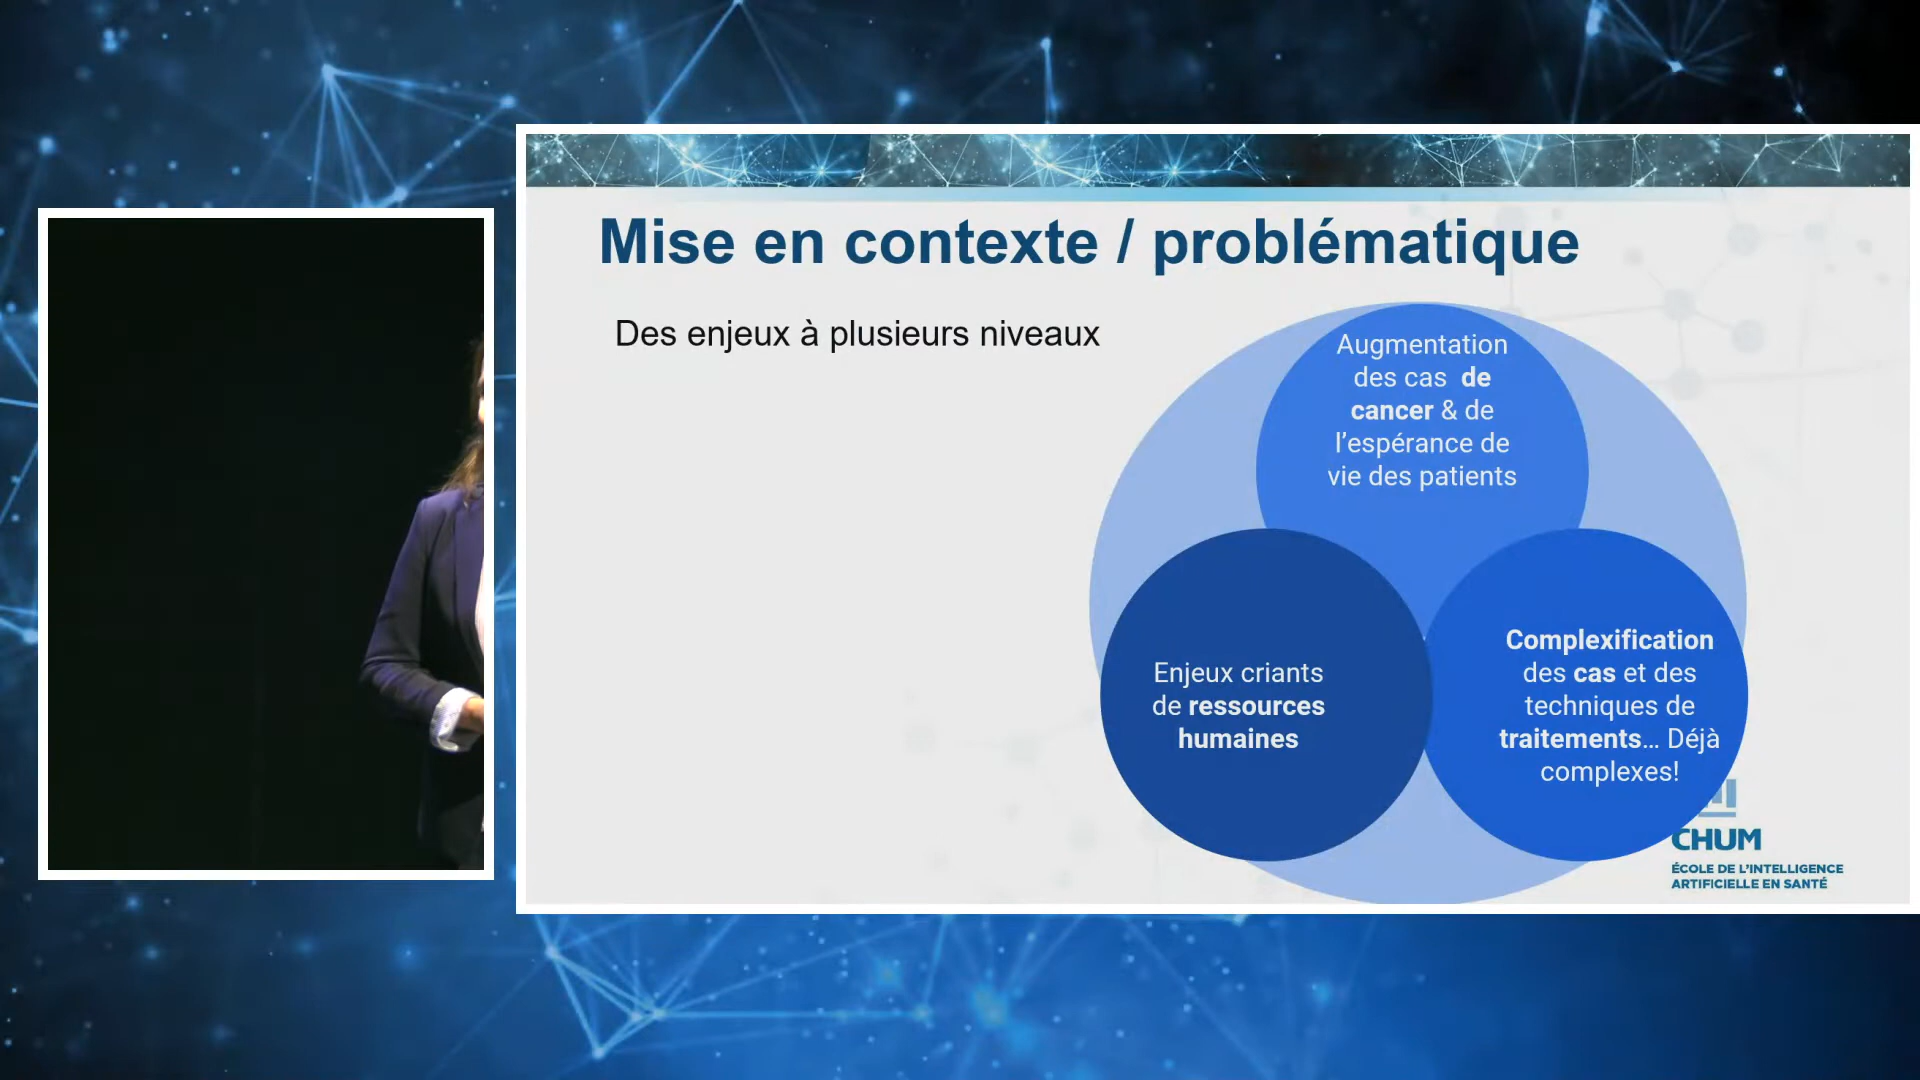 Mise en contexte / problématique
Des enjeux à plusieurs niveaux
Augmentation
des cas de
cancer & de
l’espérance de
vie des patients
Enjeux criants
de ressources
humaines
Complexification
des cas et des
techniques de
traitements… Déjà
complexes!
CHUM
ÉCOLE DE L’INTELLIGENCE
ARTIFICIELLE EN SANTÉ